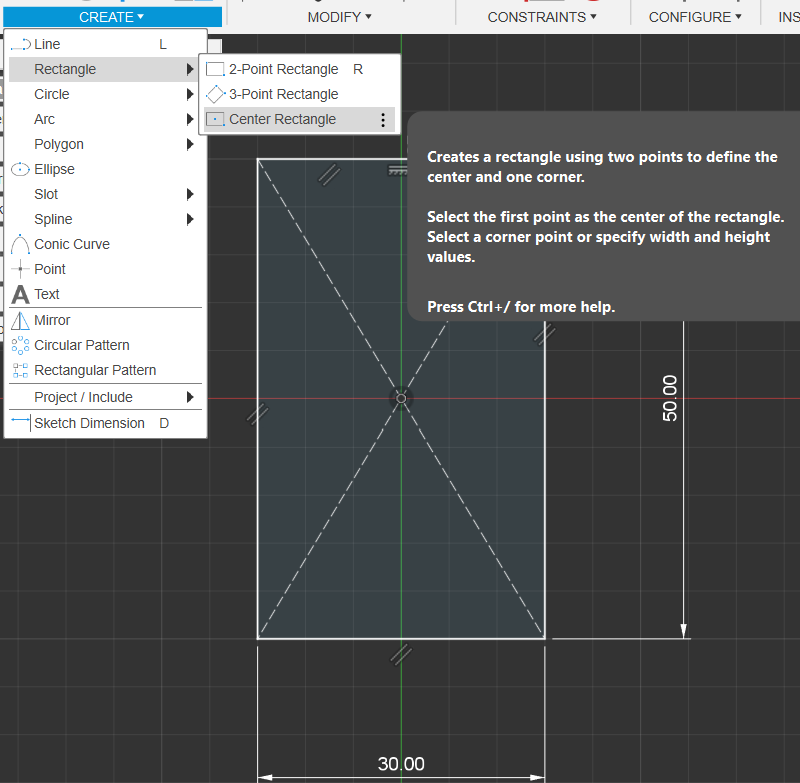 CREATE ▾
MODIFY ▾
CONSTRAINTS ▾
CONFIGURE ▾
INS
Line L
Rectangle
Circle
Arc
Polygon
Ellipse
Slot
Spline
Conic Curve
Point
Text
Mirror
Circular Pattern
Rectangular Pattern
Project / Include
Sketch Dimension D
2-Point Rectangle R
3-Point Rectangle
Center Rectangle
Creates a rectangle using two points to define the
center and one corner.
Select the first point as the center of the rectangle.
Select a corner point or specify width and height
values.
Press Ctrl+/ for more help.
50.00
30.00